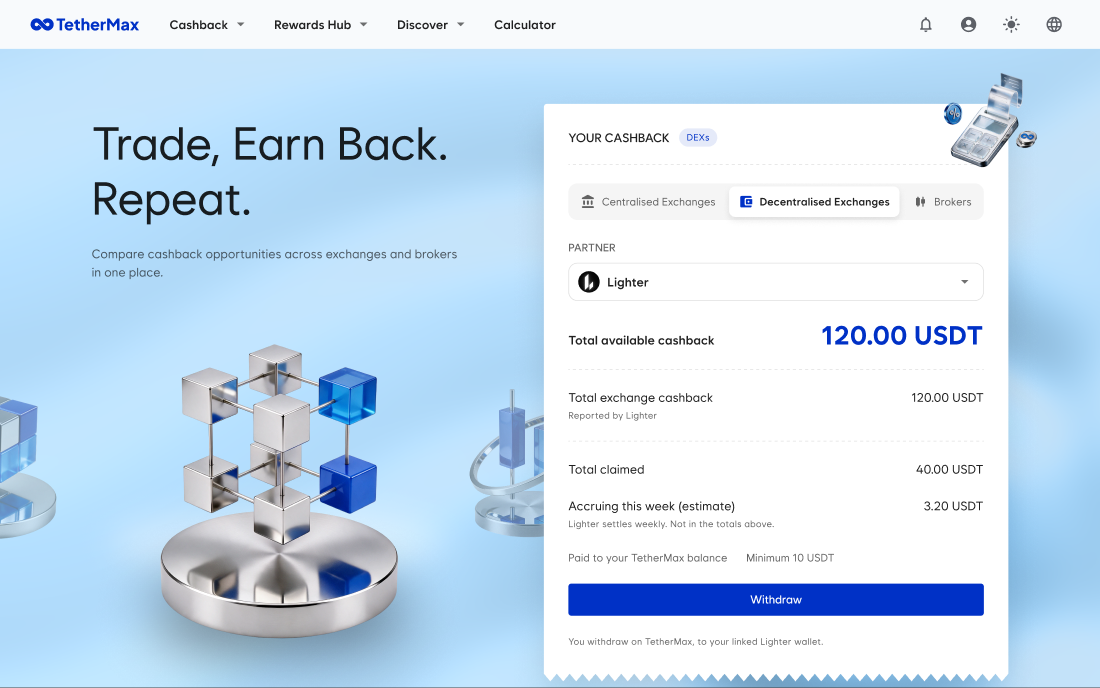 TetherMax Cashback Rewards Hub Discover Calculator
Trade, Earn Back.
Repeat.
Compare cashback opportunities across exchanges and brokers
in one place.
YOUR CASHBACK DEXs
Centralised Exchanges Decentralised Exchanges Brokers
PARTNER
Lighter
Total available cashback 120.00 USDT
Total exchange cashback 120.00 USDT
Reported by Lighter
Total claimed 40.00 USDT
Accruing this week (estimate) 3.20 USDT
Lighter settles weekly. Not in the totals above.
Paid to your TetherMax balance Minimum 10 USDT
Withdraw
You withdraw on TetherMax, to your linked Lighter wallet.